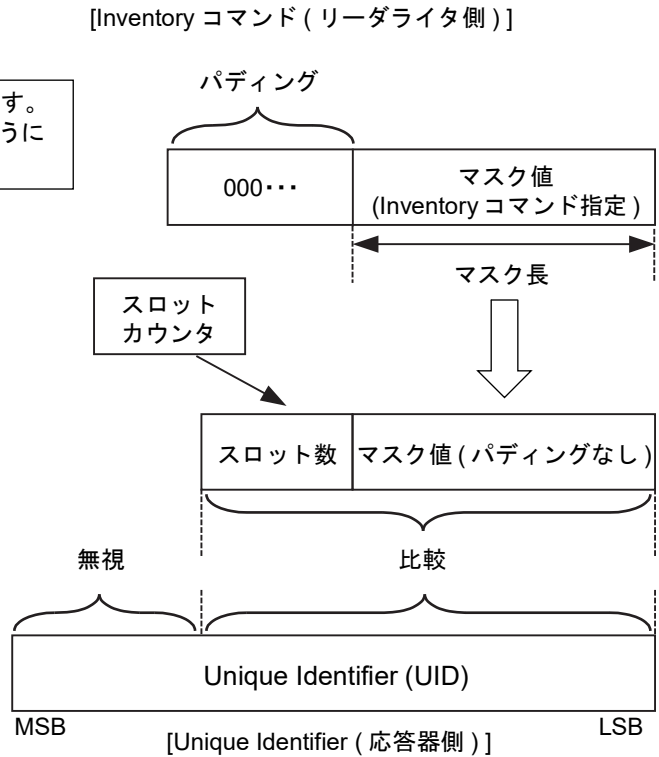 [Inventory コマンド ( リーダライタ側 ) ]
す。
うに
パディング
000･･･
マスク値
(Inventory コマンド指定 )
マスク長
スロット
カウンタ
スロット数
マスク値 ( パディングなし )
無視
比較
Unique Identifier (UID)
MSB
LSB
[Unique Identifier ( 応答器側 ) ]